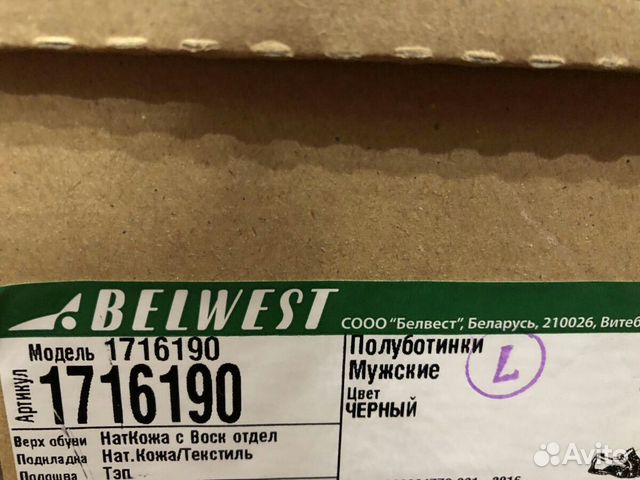 BELWEST
СООО "Белвест", Беларусь, 210026, Витеб
Модель 1716190
Артикул
1716190
Полуботинки
Мужские
Цвет
ЧЕРНЫЙ
L
Верх обуви НатКожа с Воск отдел
Подкладка Нат.Кожа/Текстиль
Подошва Тэп
Avito